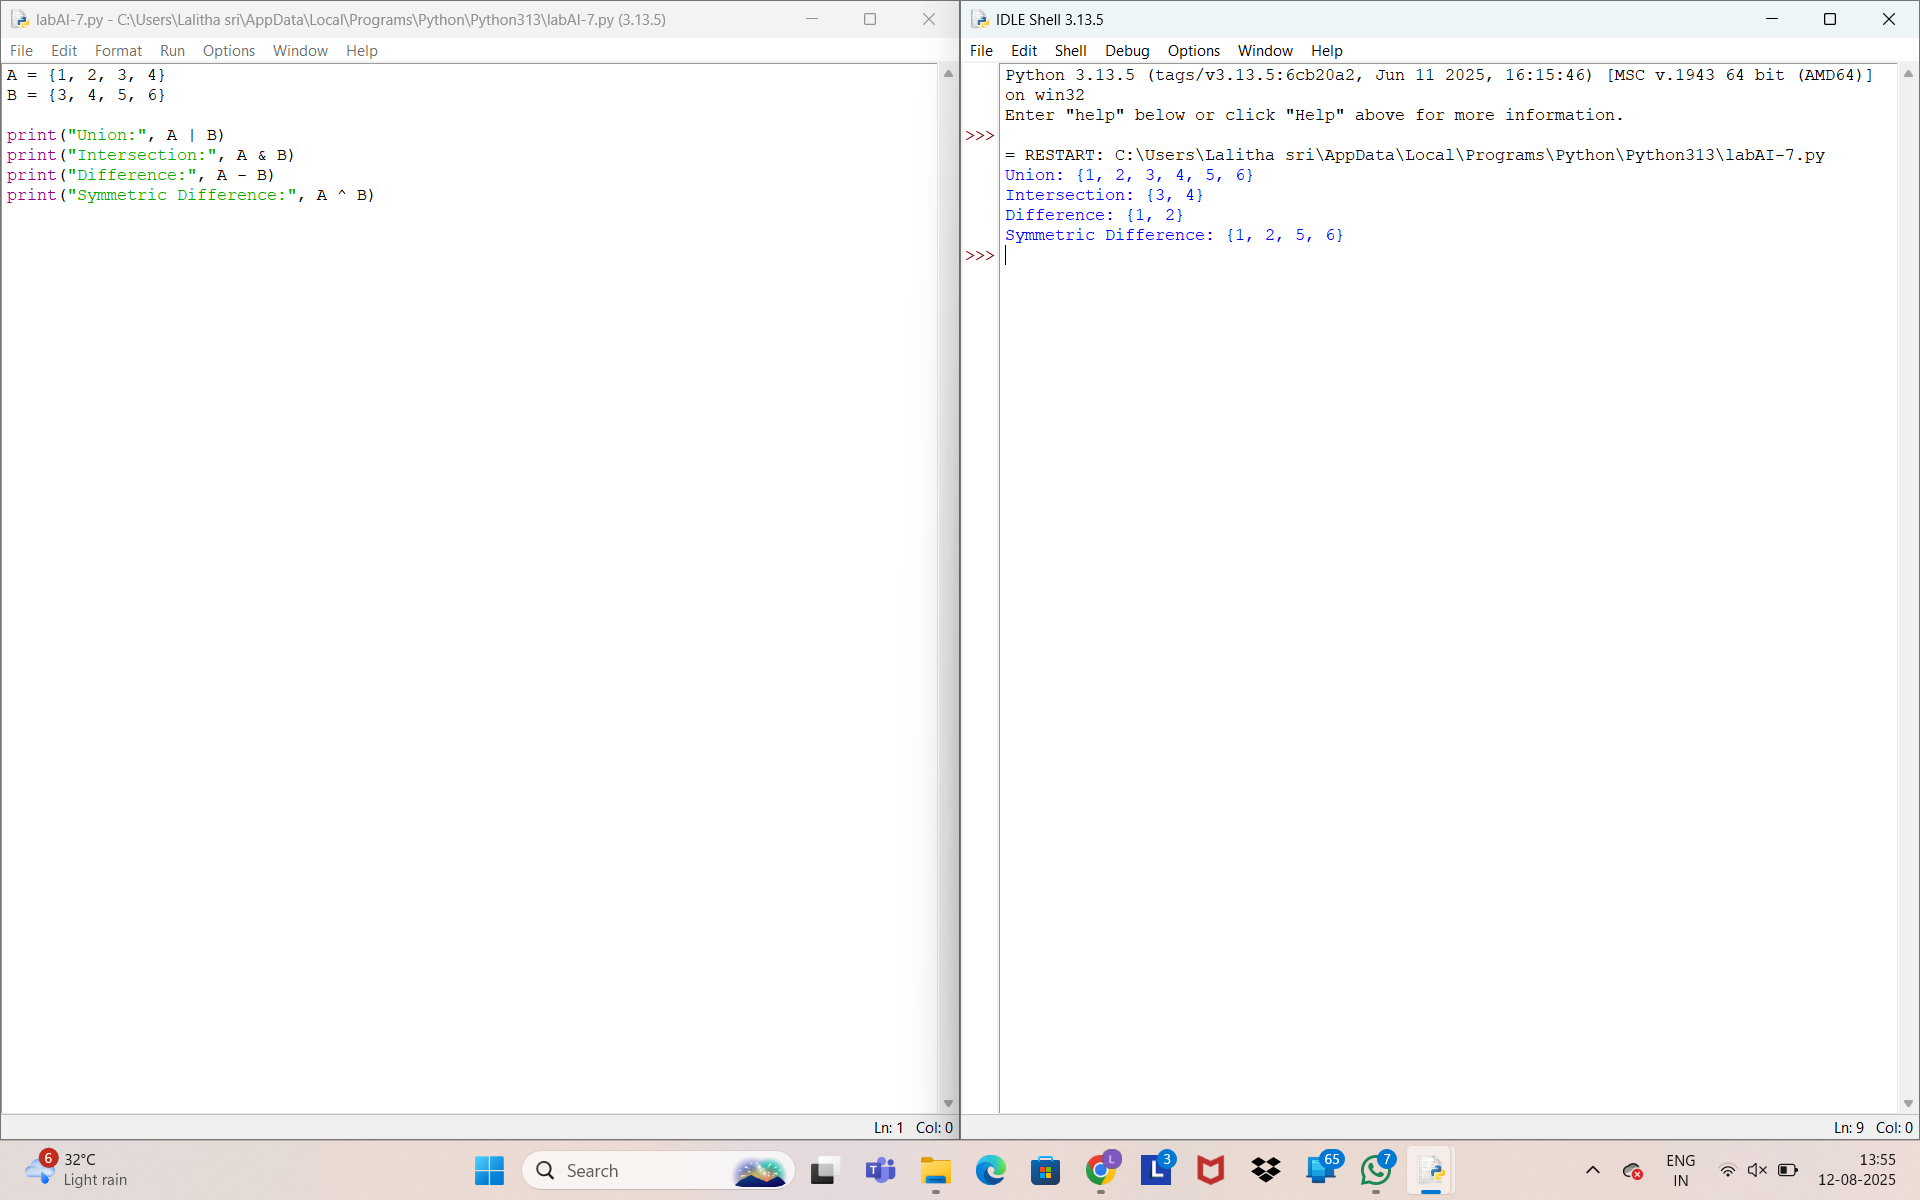 labAI-7.py - C:\Users\Lalitha sri\AppData\Local\Programs\Python\Python313\labAI-7.py (3.13.5)
File Edit Format Run Options Window Help
A = {1, 2, 3, 4}
B = {3, 4, 5, 6}
print("Union:", A | B)
print("Intersection:", A & B)
print("Difference:", A - B)
print("Symmetric Difference:", A ^ B)
Ln: 1 Col: 0
IDLE Shell 3.13.5
File Edit Shell Debug Options Window Help
Python 3.13.5 (tags/v3.13.5:6cb20a2, Jun 11 2025, 16:15:46) [MSC v.1943 64 bit (AMD64)]
on win32
Enter "help" below or click "Help" above for more information.
>>>
= RESTART: C:\Users\Lalitha sri\AppData\Local\Programs\Python\Python313\labAI-7.py
Union: {1, 2, 3, 4, 5, 6}
Intersection: {3, 4}
Difference: {1, 2}
Symmetric Difference: {1, 2, 5, 6}
>>>
Ln: 9 Col: 0
6
32°C
Light rain
Search
L
L
3
65
7
ENG
IN
13:55
12-08-2025